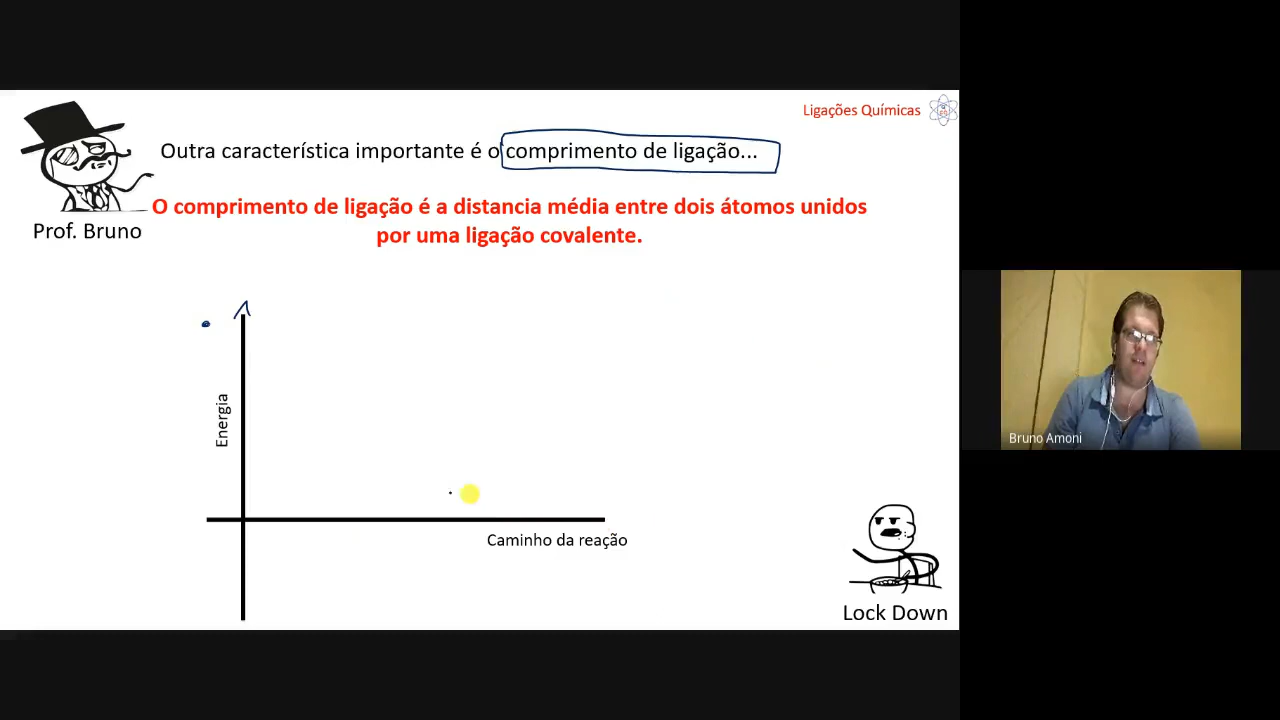 Ligações Químicas
Outra característica importante é o comprimento de ligação...
O comprimento de ligação é a distancia média entre dois átomos unidos
por uma ligação covalente.
Prof. Bruno
Energia
Caminho da reação
Bruno Amoni
Lock Down